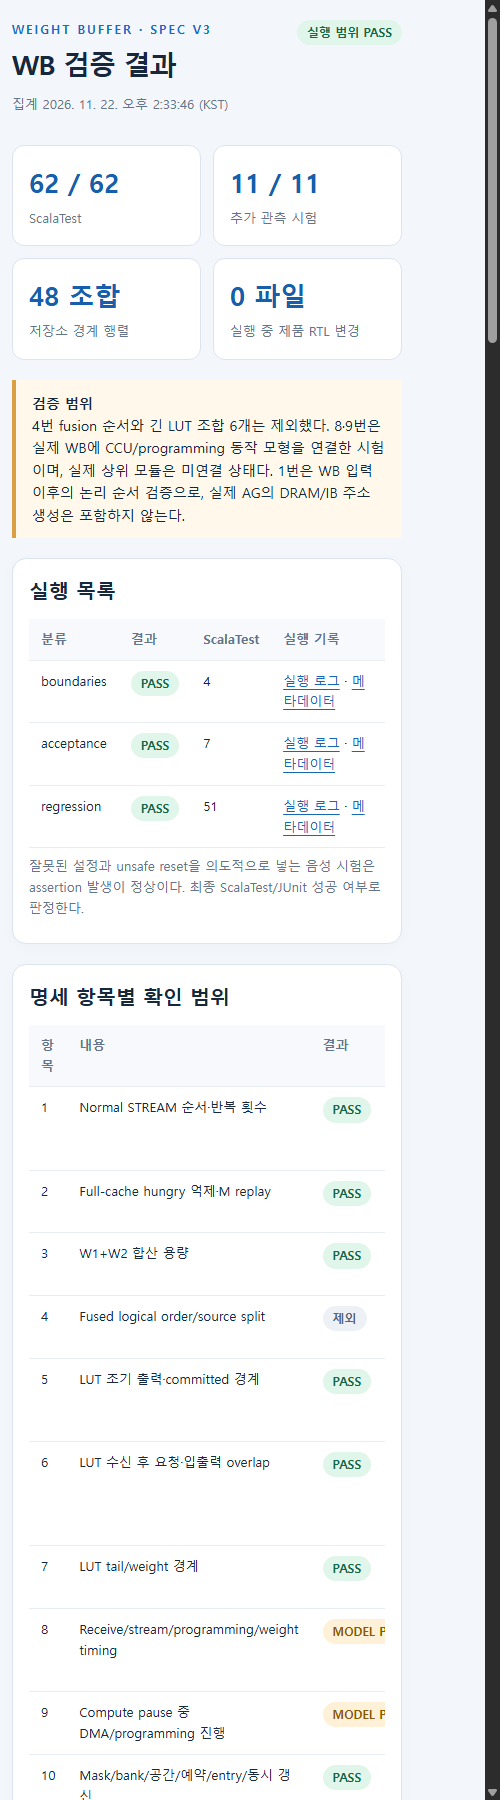 WEIGHT BUFFER · SPEC V3
실행 범위 PASS
WB 검증 결과
집계 2026. 11. 22. 오후 2:33:46 (KST)
62 / 62
ScalaTest
11 / 11
추가 관측 시험
48 조합
저장소 경계 행렬
0 파일
실행 중 제품 RTL 변경
검증 범위
4번 fusion 순서와 긴 LUT 조합 6개는 제외했다. 8·9번은
실제 WB에 CCU/programming 동작 모형을 연결한 시험
이며, 실제 상위 모듈은 미연결 상태다. 1번은 WB 입력
이후의 논리 순서 검증으로, 실제 AG의 DRAM/IB 주소
생성은 포함하지 않는다.
실행 목록
분류 결과 ScalaTest 실행 기록
boundaries PASS 4 실행 로그 · 메
타데이터
acceptance PASS 7 실행 로그 · 메
타데이터
regression PASS 51 실행 로그 · 메
타데이터
잘못된 설정과 unsafe reset을 의도적으로 넣는 음성 시험은
assertion 발생이 정상이다. 최종 ScalaTest/JUnit 성공 여부로
판정한다.
명세 항목별 확인 범위
항 내용 결과
목
1 Normal STREAM 순서·반복 횟수 PASS
2 Full-cache hungry 억제·M replay PASS
3 W1+W2 합산 용량 PASS
4 Fused logical order/source split 제외
5 LUT 조기 출력·committed 경계 PASS
6 LUT 수신 후 요청·입출력 overlap PASS
7 LUT tail/weight 경계 PASS
8 Receive/stream/programming/weight MODEL P
timing
9 Compute pause 중 MODEL P
DMA/programming 진행
10 Mask/bank/공간/예약/entry/동시 갱 PASS
신